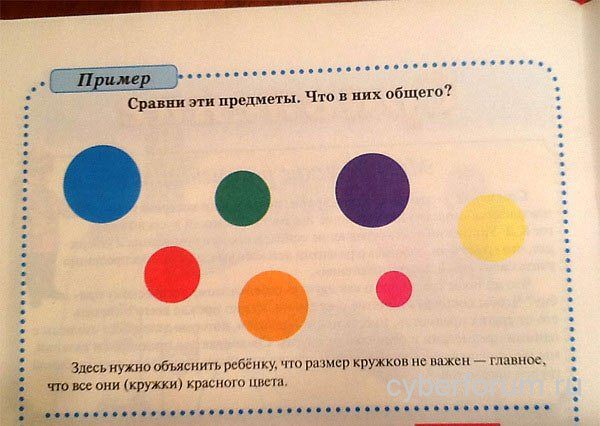 Пример
Сравни эти предметы. Что в них общего?
Здесь нужно объяснить ребёнку, что размер кружков не важен — главное,
что все они (кружки) красного цвета.
cyberforum.ru